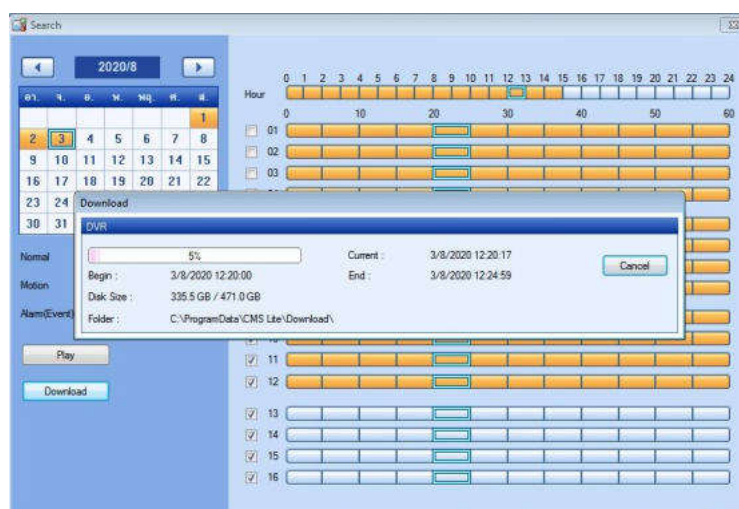 Search
2020/8
0 1 2 3 4 5 6 7 8 9 10 11 12 13 14 15 16 17 18 19 20 21 22 23 24
Hour
0 10 20 30 40 50 60
อา. จ. อ. พ. พฤ. ศ. ส.
1
2 3 4 5 6 7 8
9 10 11 12 13 14 15
16 17 18 19 20 21 22
23 24
30 31
01
02
03
Download
DVR
5%
Current : 3/8/2020 12:20:17
Cancel
Begin : 3/8/2020 12:20:00
End : 3/8/2020 12:24:59
Disk Size : 335.5 GB / 471.0 GB
Folder : C:\ProgramData\CMS Lite\Download\
Normal
Motion
Alarm(Event)
Play
Download
11
12
13
14
15
16